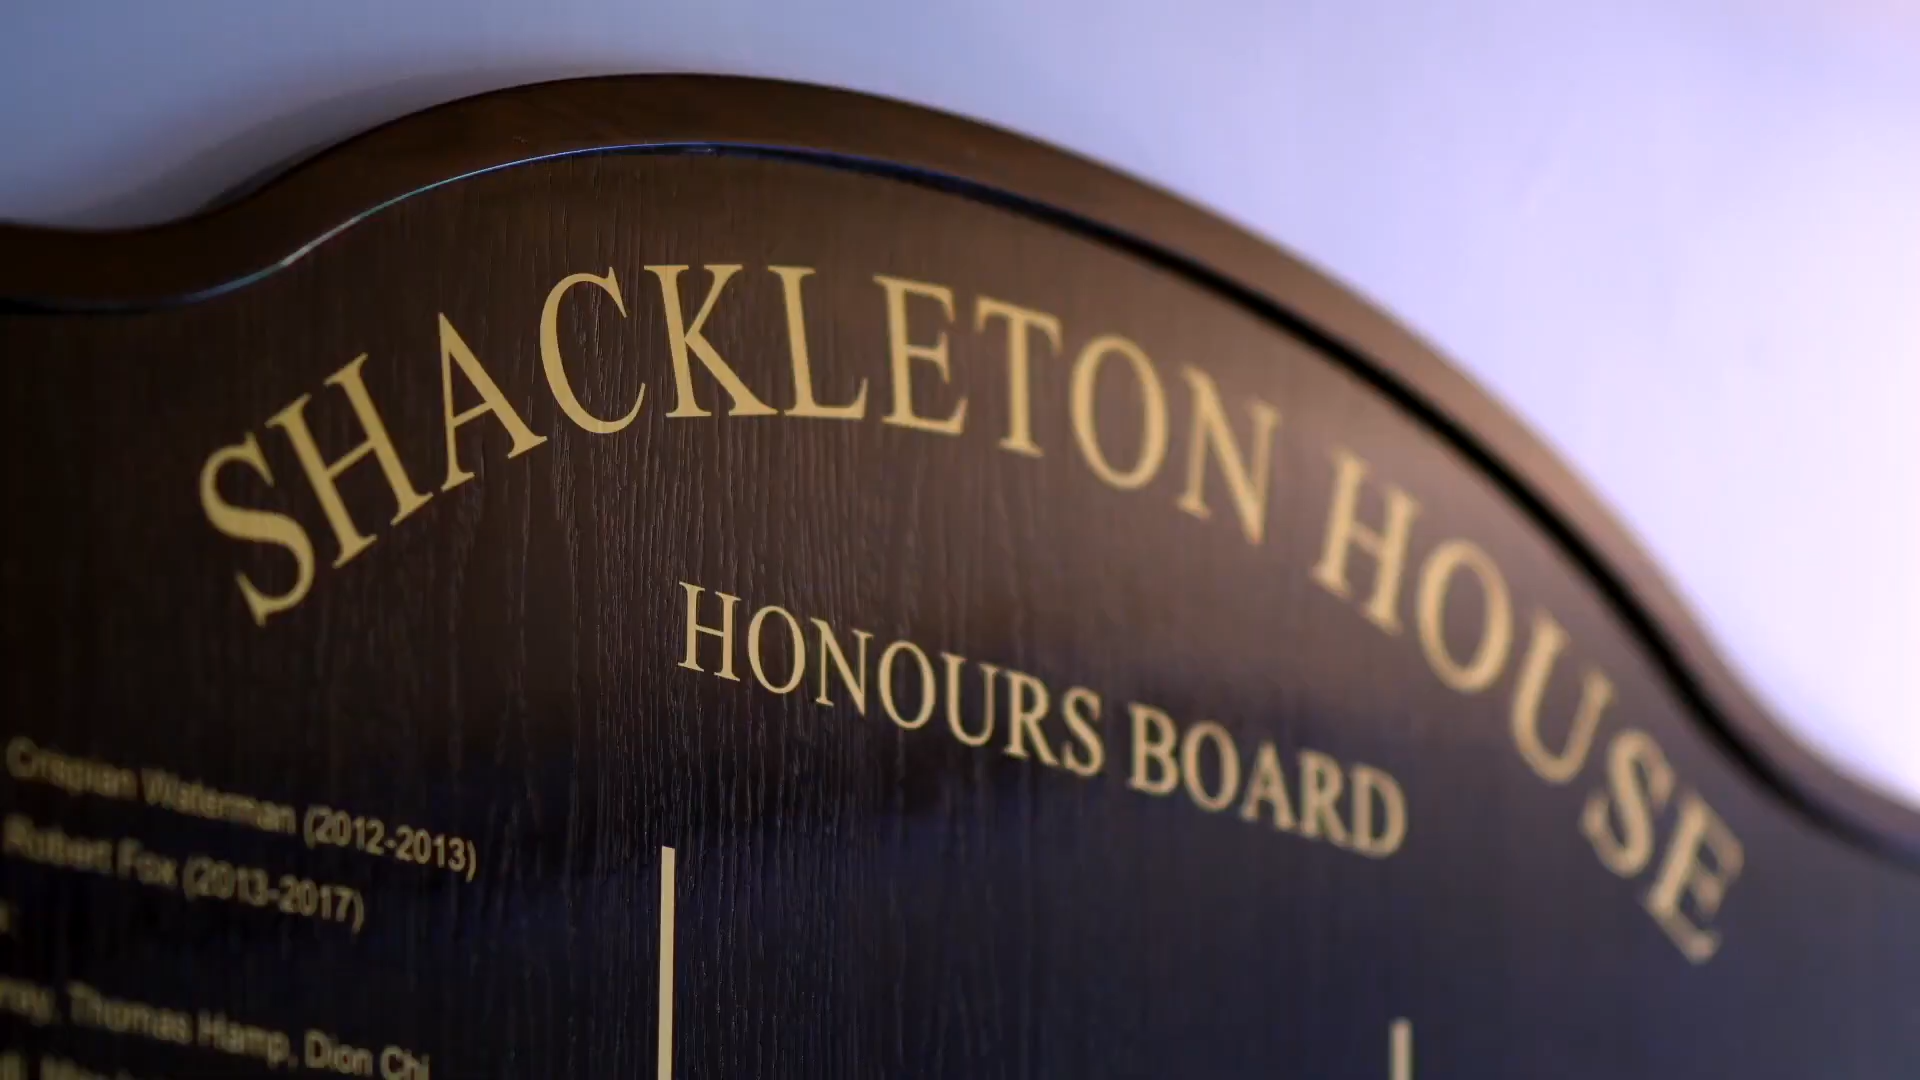 SHACKLETON HOUSE
HONOURS BOARD
Crispian Waterman (2012-2013)
Robert Fox (2013-2017)
Thomas Hamp, Dion Chi